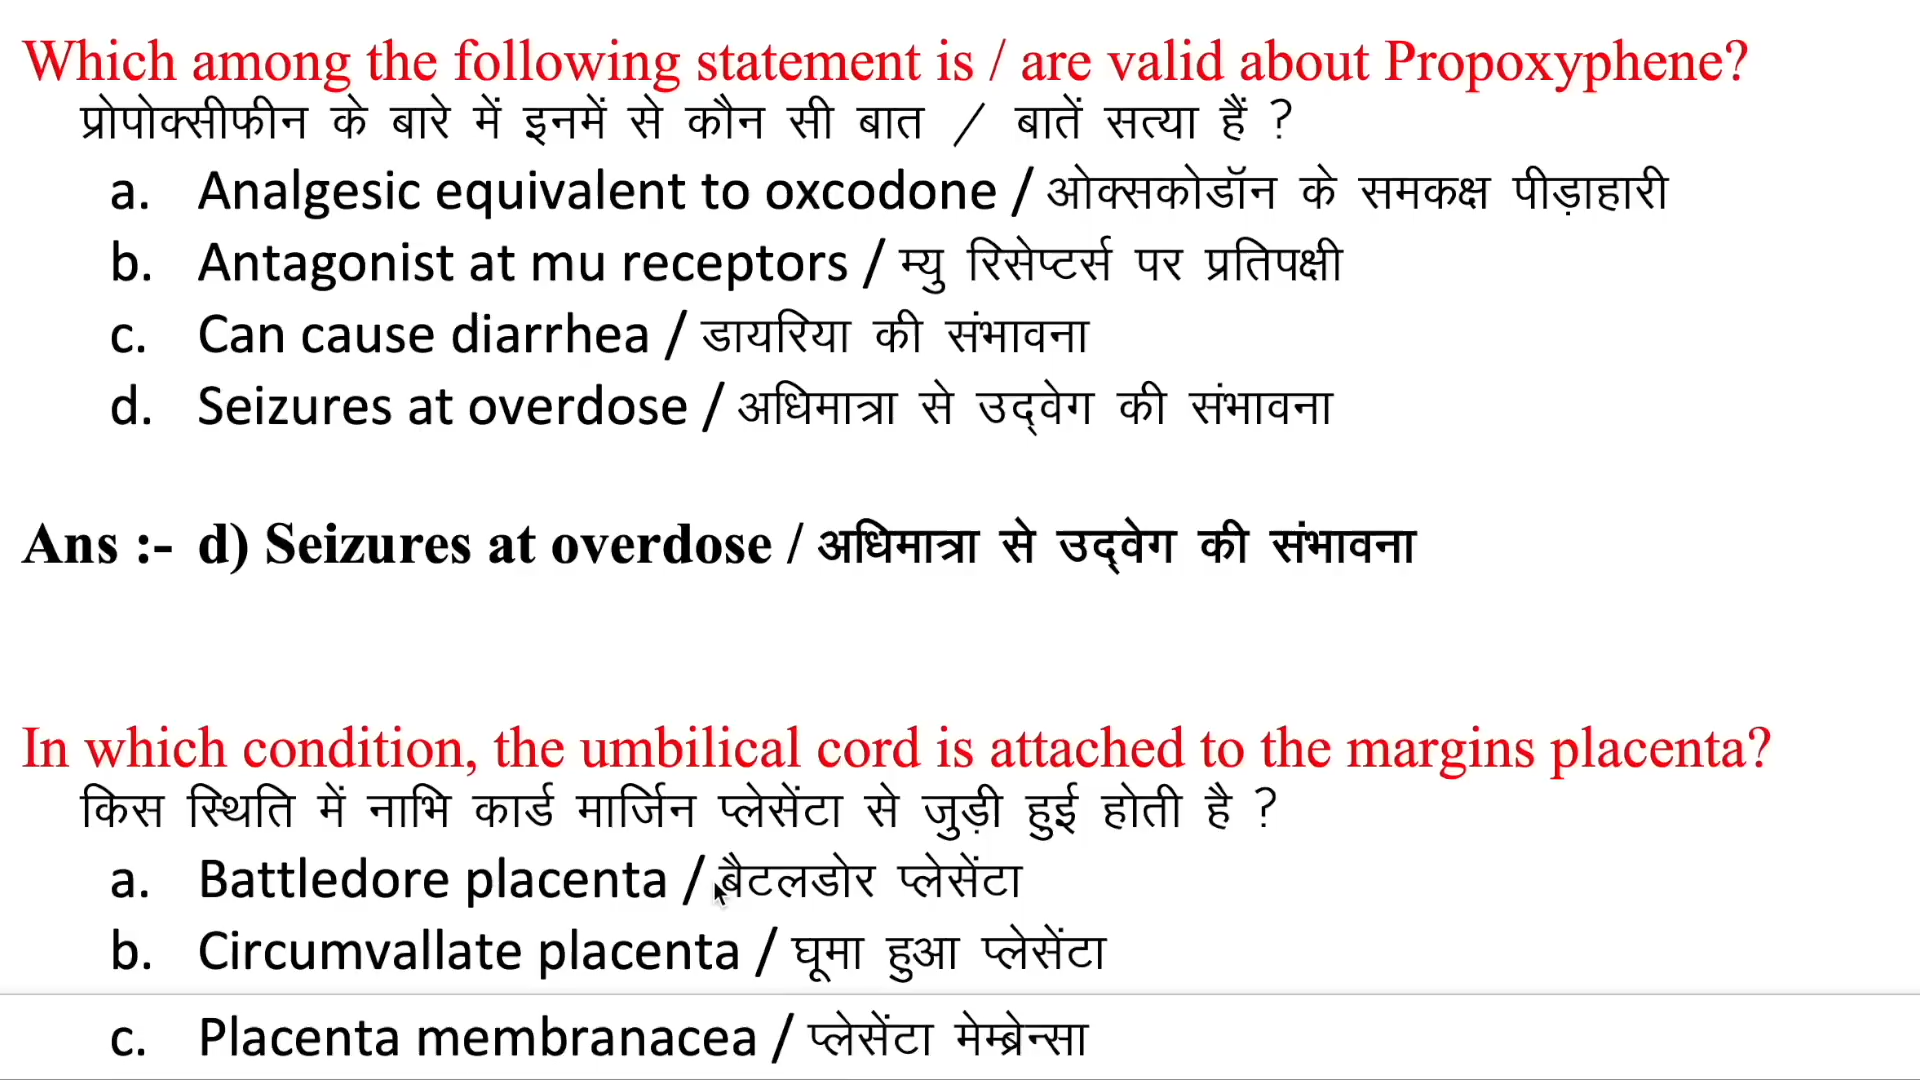 Which among the following statement is / are valid about Propoxyphene?
प्रोपोक्सीफीन के बारे में इनमें से कौन सी बात / बातें सत्या हैं ?
a. Analgesic equivalent to oxcodone / ओक्सकोडॉन के समकक्ष पीड़ाहारी
b. Antagonist at mu receptors / म्यु रिसेप्टर्स पर प्रतिपक्षी
c. Can cause diarrhea / डायरिया की संभावना
d. Seizures at overdose / अधिमात्रा से उद्वेग की संभावना
Ans :- d) Seizures at overdose / अधिमात्रा से उद्वेग की संभावना
In which condition, the umbilical cord is attached to the margins placenta?
किस स्थिति में नाभि कार्ड मार्जिन प्लेसेंटा से जुड़ी हुई होती है ?
a. Battledore placenta / बैटलडोर प्लेसेंटा
b. Circumvallate placenta / घूमा हुआ प्लेसेंटा
c. Placenta membranacea / प्लेसेंटा मेम्ब्रेन्सा